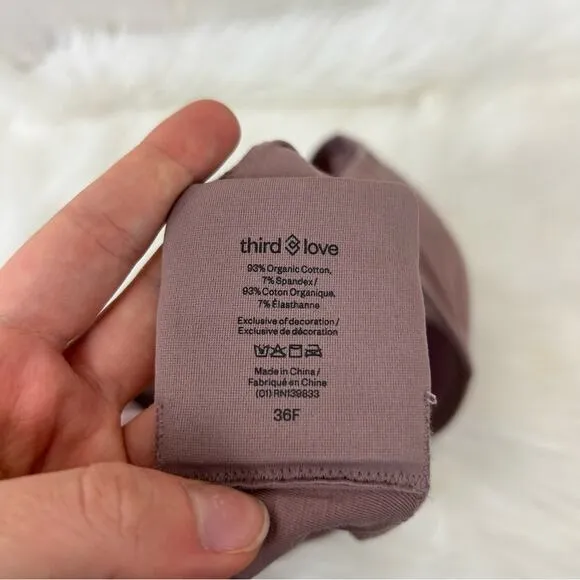 third love
93% Organic Cotton,
7% Spandex /
93% Coton Organique,
7% Élasthanne
Exclusive of decoration /
Exclusive de décoration
Made in China /
Fabriqué en Chine
(01) RN139833
36F